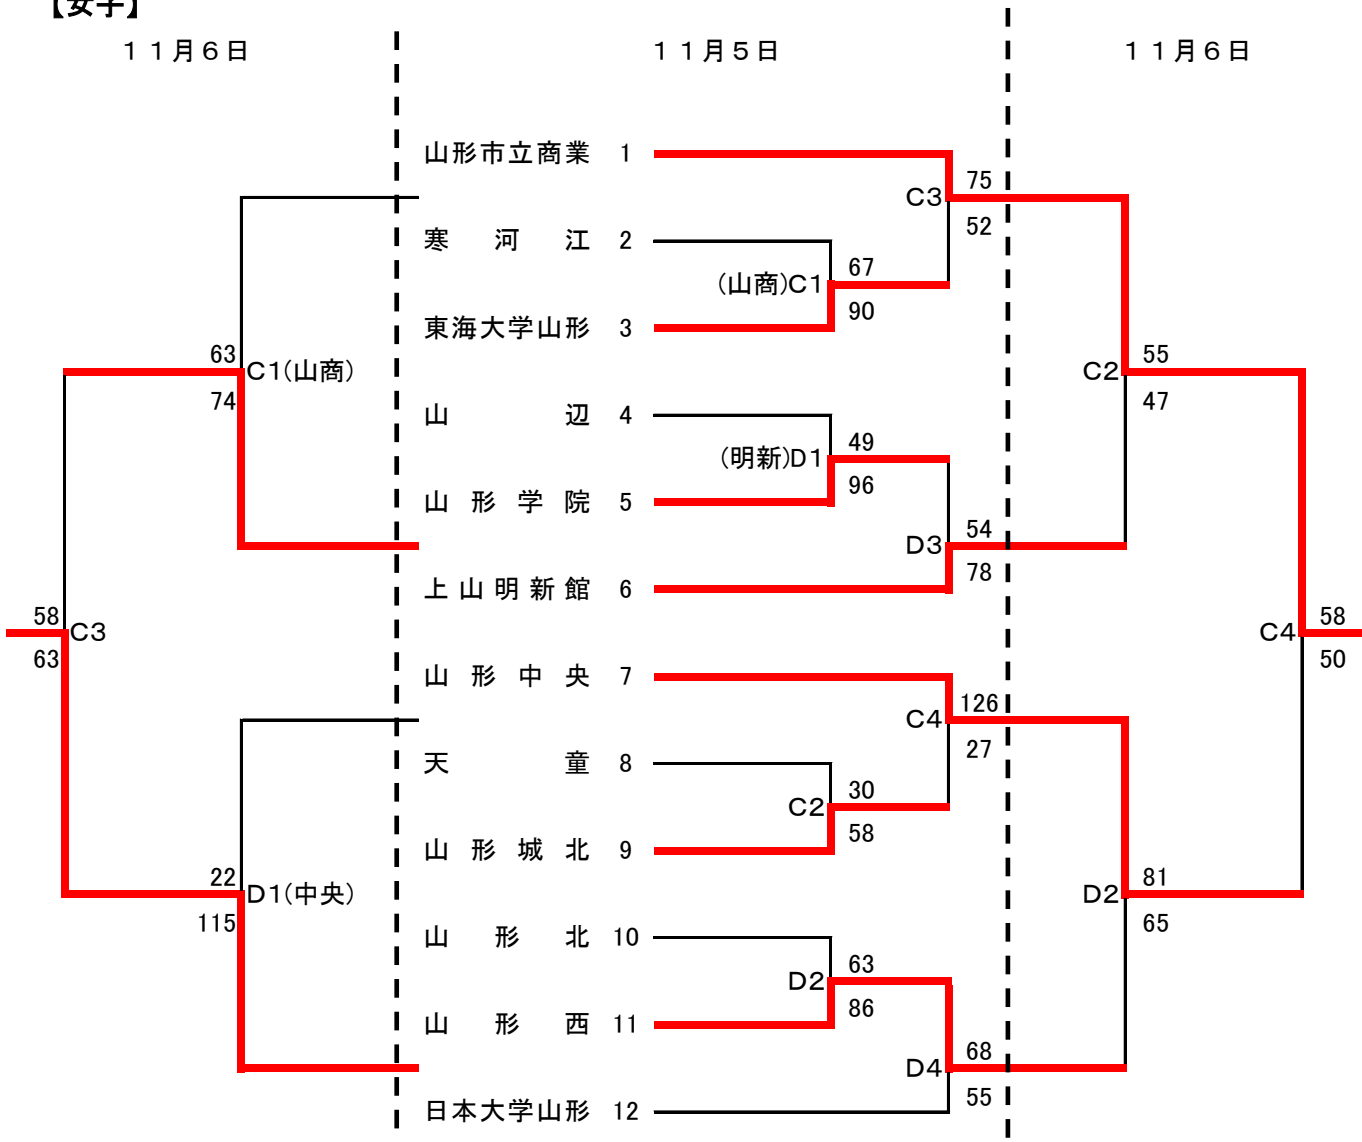 【女子】
１１月６日
１１月５日
１１月６日
山形市立商業 1
75
C3
52
寒河江 2
67
(山商)C1
90
東海大学山形 3
63
C1(山商)
74
55
C2
47
山辺 4
49
(明新)D1
96
山形学院 5
54
D3
78
上山明新館 6
58
C3
63
58
C4
50
山形中央 7
126
C4
27
天童 8
30
C2
58
山形城北 9
22
D1(中央)
115
81
D2
65
山形北 10
63
D2
86
山形西 11
68
D4
55
日本大学山形 12